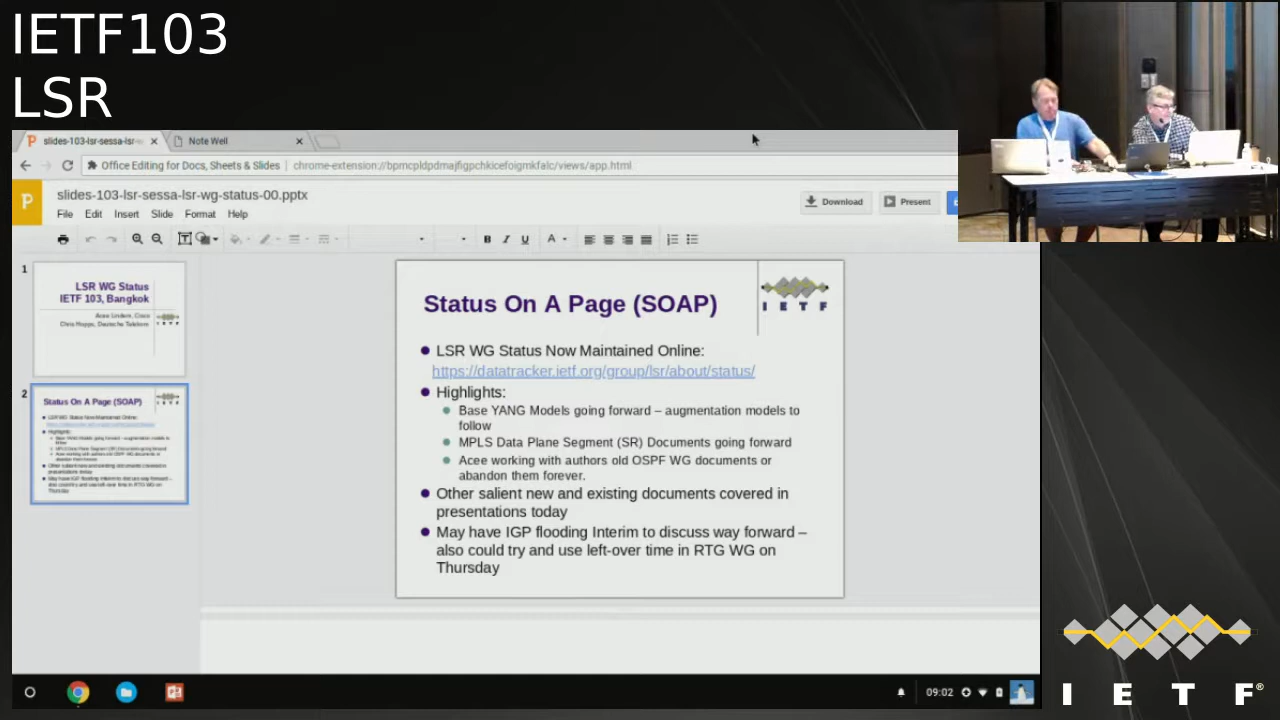 IETF103
LSR
slides-103-lsr-sessa-lsr-
Note Well
Office Editing for Docs, Sheets & Slides
chrome-extension://bpmcpldpdmajfigpchkicefoigmkfalc/views/app.html
P
slides-103-lsr-sessa-lsr-wg-status-00.pptx
File Edit Insert Slide Format Help
Download
Present
B I U A
1
LSR WG Status
IETF 103, Bangkok
Acee Lindem, Cisco
2
Status On A Page (SOAP)
IETF
LSR WG Status Now Maintained Online:
https://datatracker.ietf.org/group/lsr/about/status/
Highlights:
Base YANG Models going forward – augmentation models to
follow
MPLS Data Plane Segment (SR) Documents going forward
Acee working with authors old OSPF WG documents or
abandon them forever.
Other salient new and existing documents covered in
presentations today
May have IGP flooding Interim to discuss way forward –
also could try and use left-over time in RTG WG on
Thursday
09:02
I E T F®